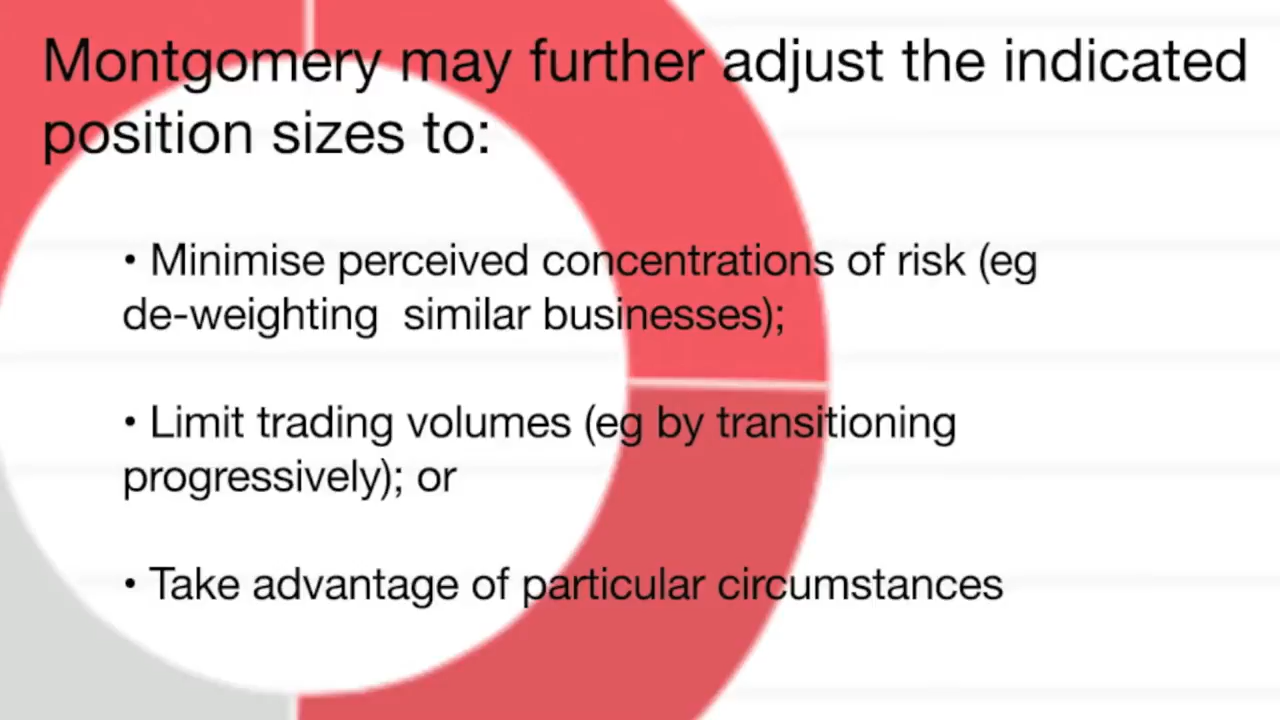 Montgomery may further adjust the indicated
position sizes to:
• Minimise perceived concentrations of risk (eg
de-weighting  similar businesses);
• Limit trading volumes (eg by transitioning
progressively); or
• Take advantage of particular circumstances